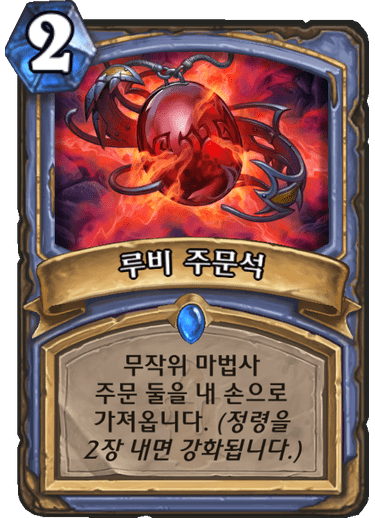 2
루비 주문석
무작위 마법사
주문 둘을 내 손으로
가져옵니다. (정령을
2장 내면 강화됩니다.)